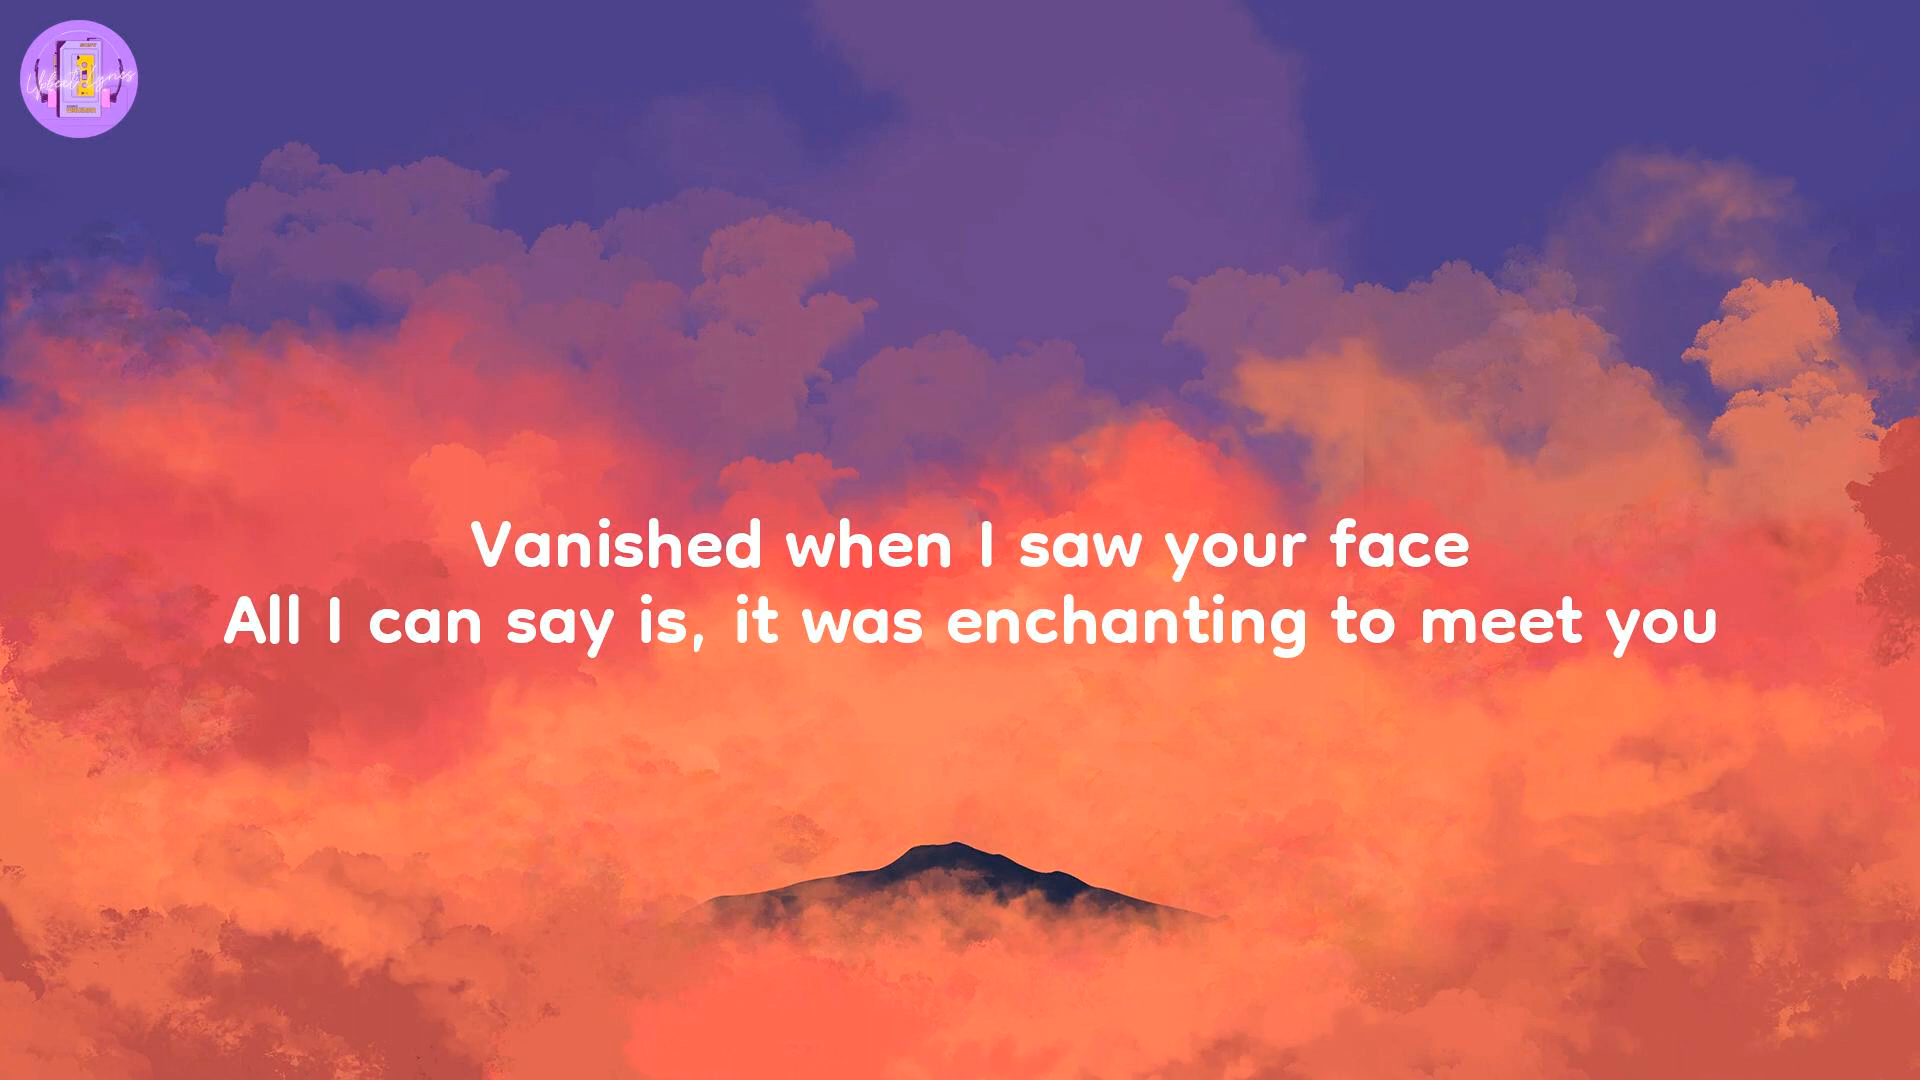 Vanished when I saw your face
All I can say is, it was enchanting to meet you